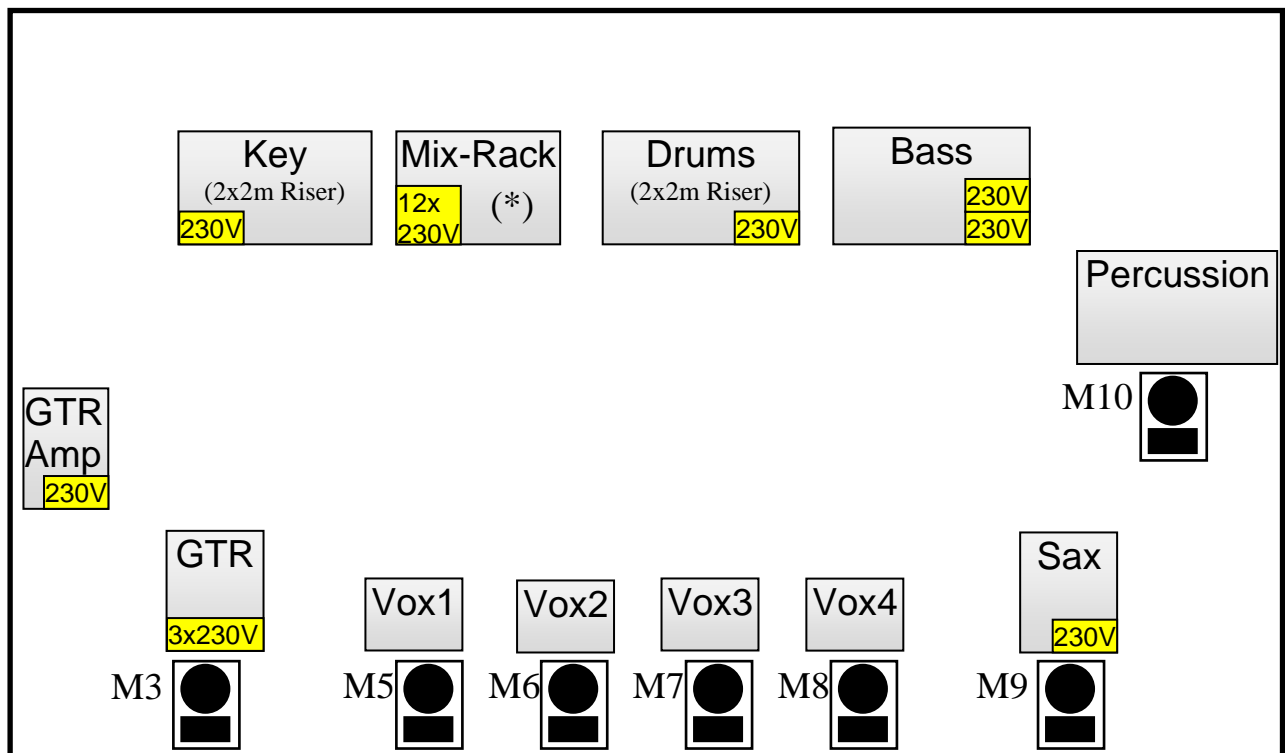 Key
(2x2m Riser)
230V
Mix-Rack
12x
230V
(*)
Drums
(2x2m Riser)
230V
Bass
230V
230V
Percussion
M10
GTR
Amp
230V
GTR
3x230V
M3
Vox1
M5
Vox2
M6
Vox3
M7
Vox4
M8
Sax
230V
M9